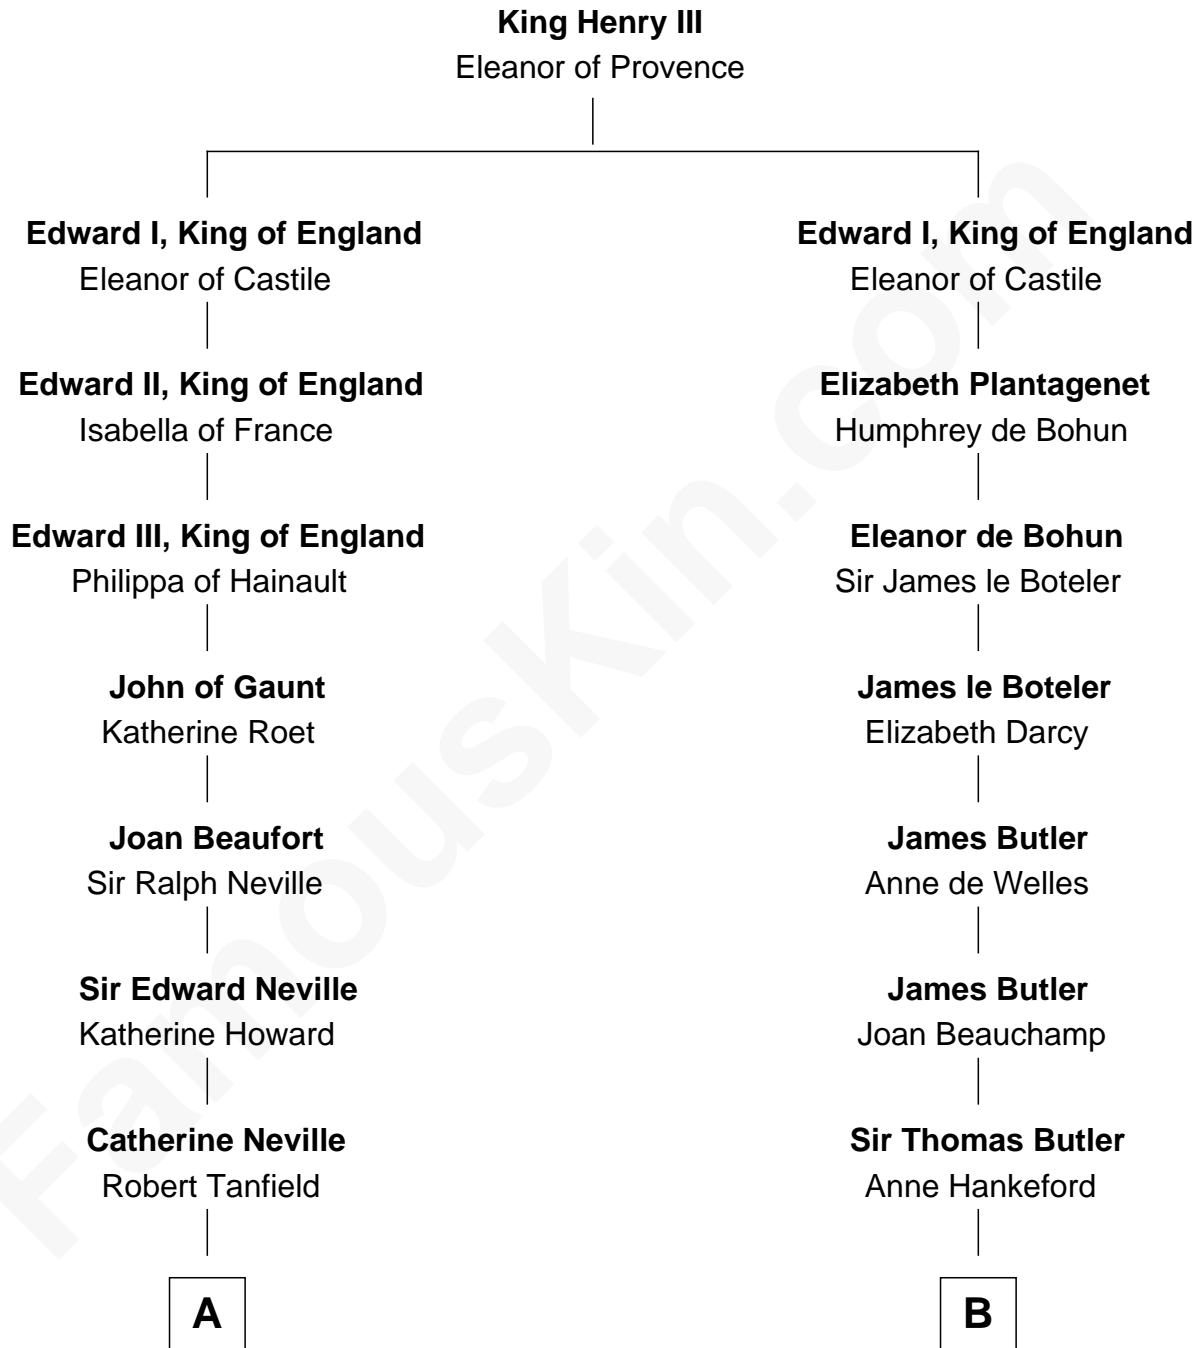 King Henry III
Eleanor of Provence
Edward I, King of England
Eleanor of Castile
Edward II, King of England
Isabella of France
Edward III, King of England
Philippa of Hainault
John of Gaunt
Katherine Roet
Joan Beaufort
Sir Ralph Neville
Sir Edward Neville
Katherine Howard
Catherine Neville
Robert Tanfield
A
Edward I, King of England
Eleanor of Castile
Elizabeth Plantagenet
Humphrey de Bohun
Eleanor de Bohun
Sir James le Boteler
James le Boteler
Elizabeth Darcy
James Butler
Anne de Welles
James Butler
Joan Beauchamp
Sir Thomas Butler
Anne Hankeford
B
FamousKin.com